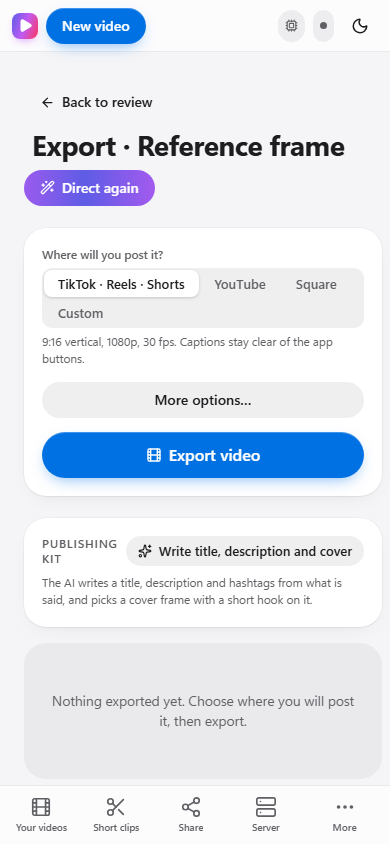 New video
Back to review
Export · Reference frame
Direct again
Where will you post it?
TikTok · Reels · Shorts
YouTube
Square
Custom
9:16 vertical, 1080p, 30 fps. Captions stay clear of the app
buttons.
More options...
Export video
PUBLISHING
KIT
Write title, description and cover
The AI writes a title, description and hashtags from what is
said, and picks a cover frame with a short hook on it.
Nothing exported yet. Choose where you will post
it, then export.
Your videos
Short clips
Share
Server
More